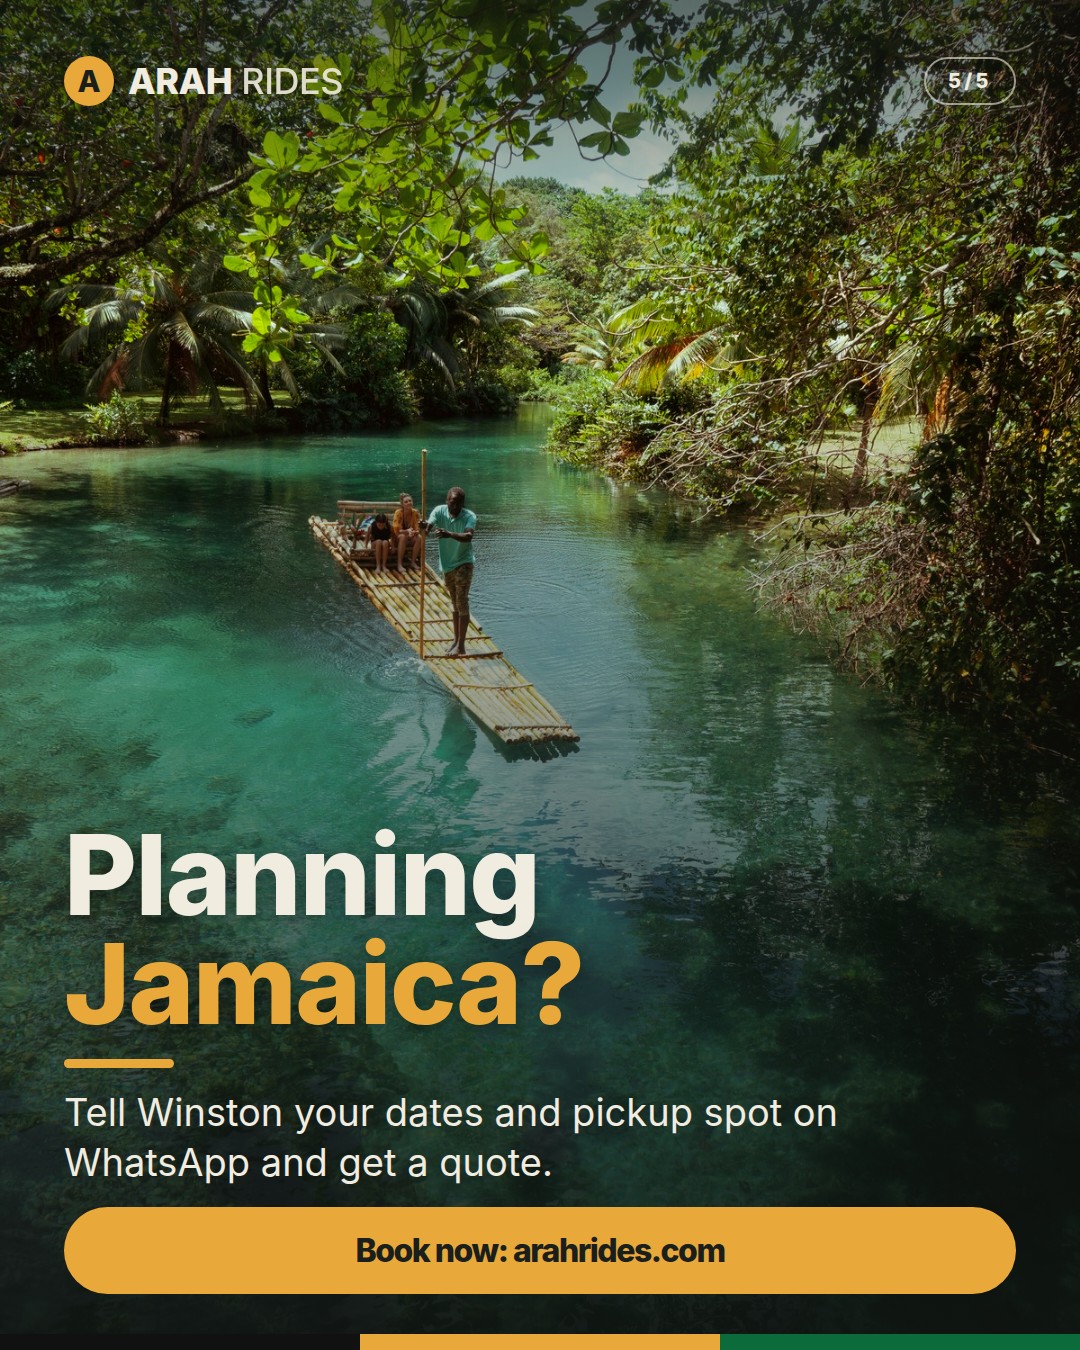 A ARAH RIDES
5/5
Planning
Jamaica?
Tell Winston your dates and pickup spot on
WhatsApp and get a quote.
Book now: arahrides.com